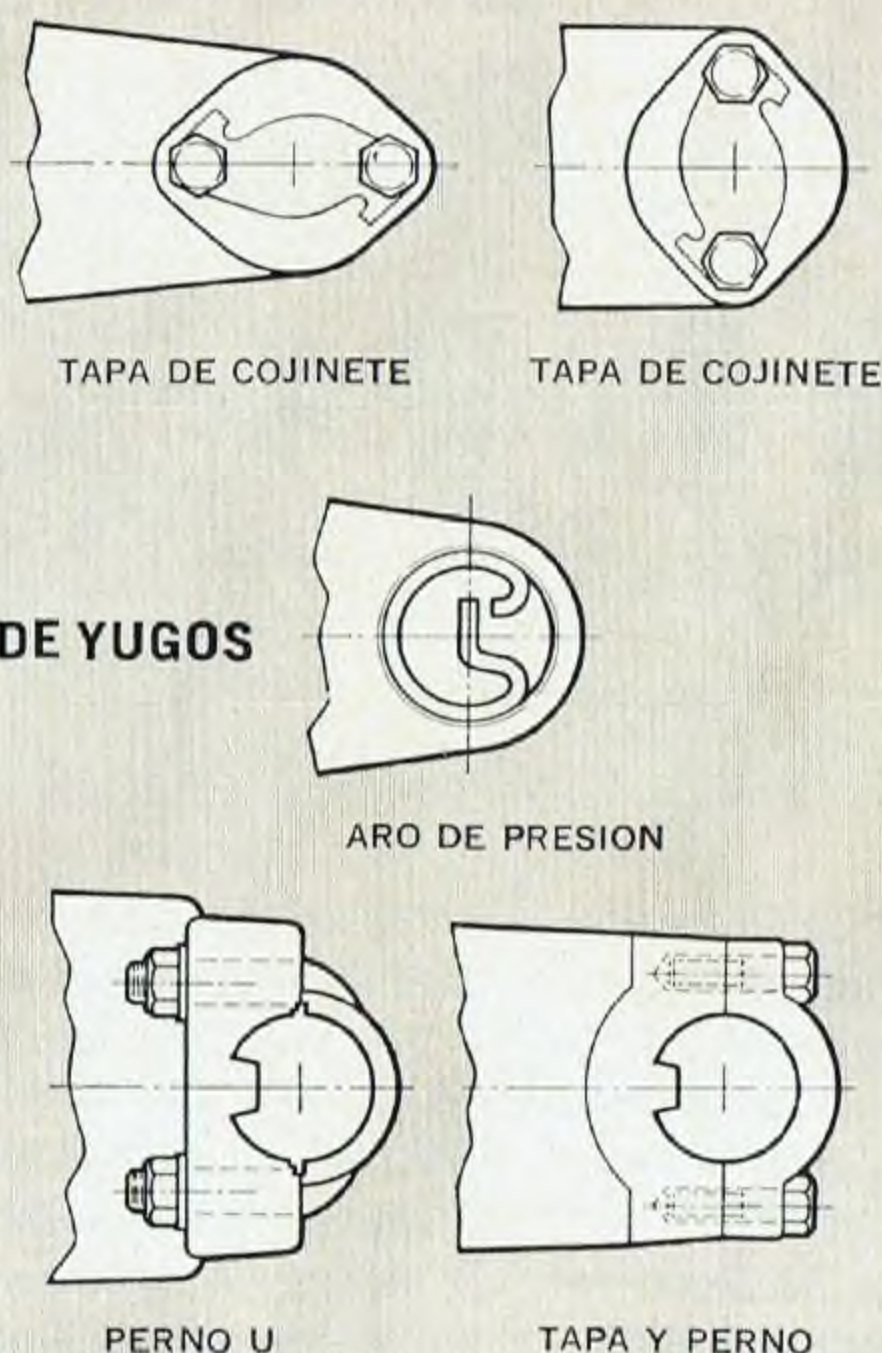 TAPA DE COJINETE
TAPA DE COJINETE
DE YUGOS
ARO DE PRESION
PERNO U
TAPA Y PERNO